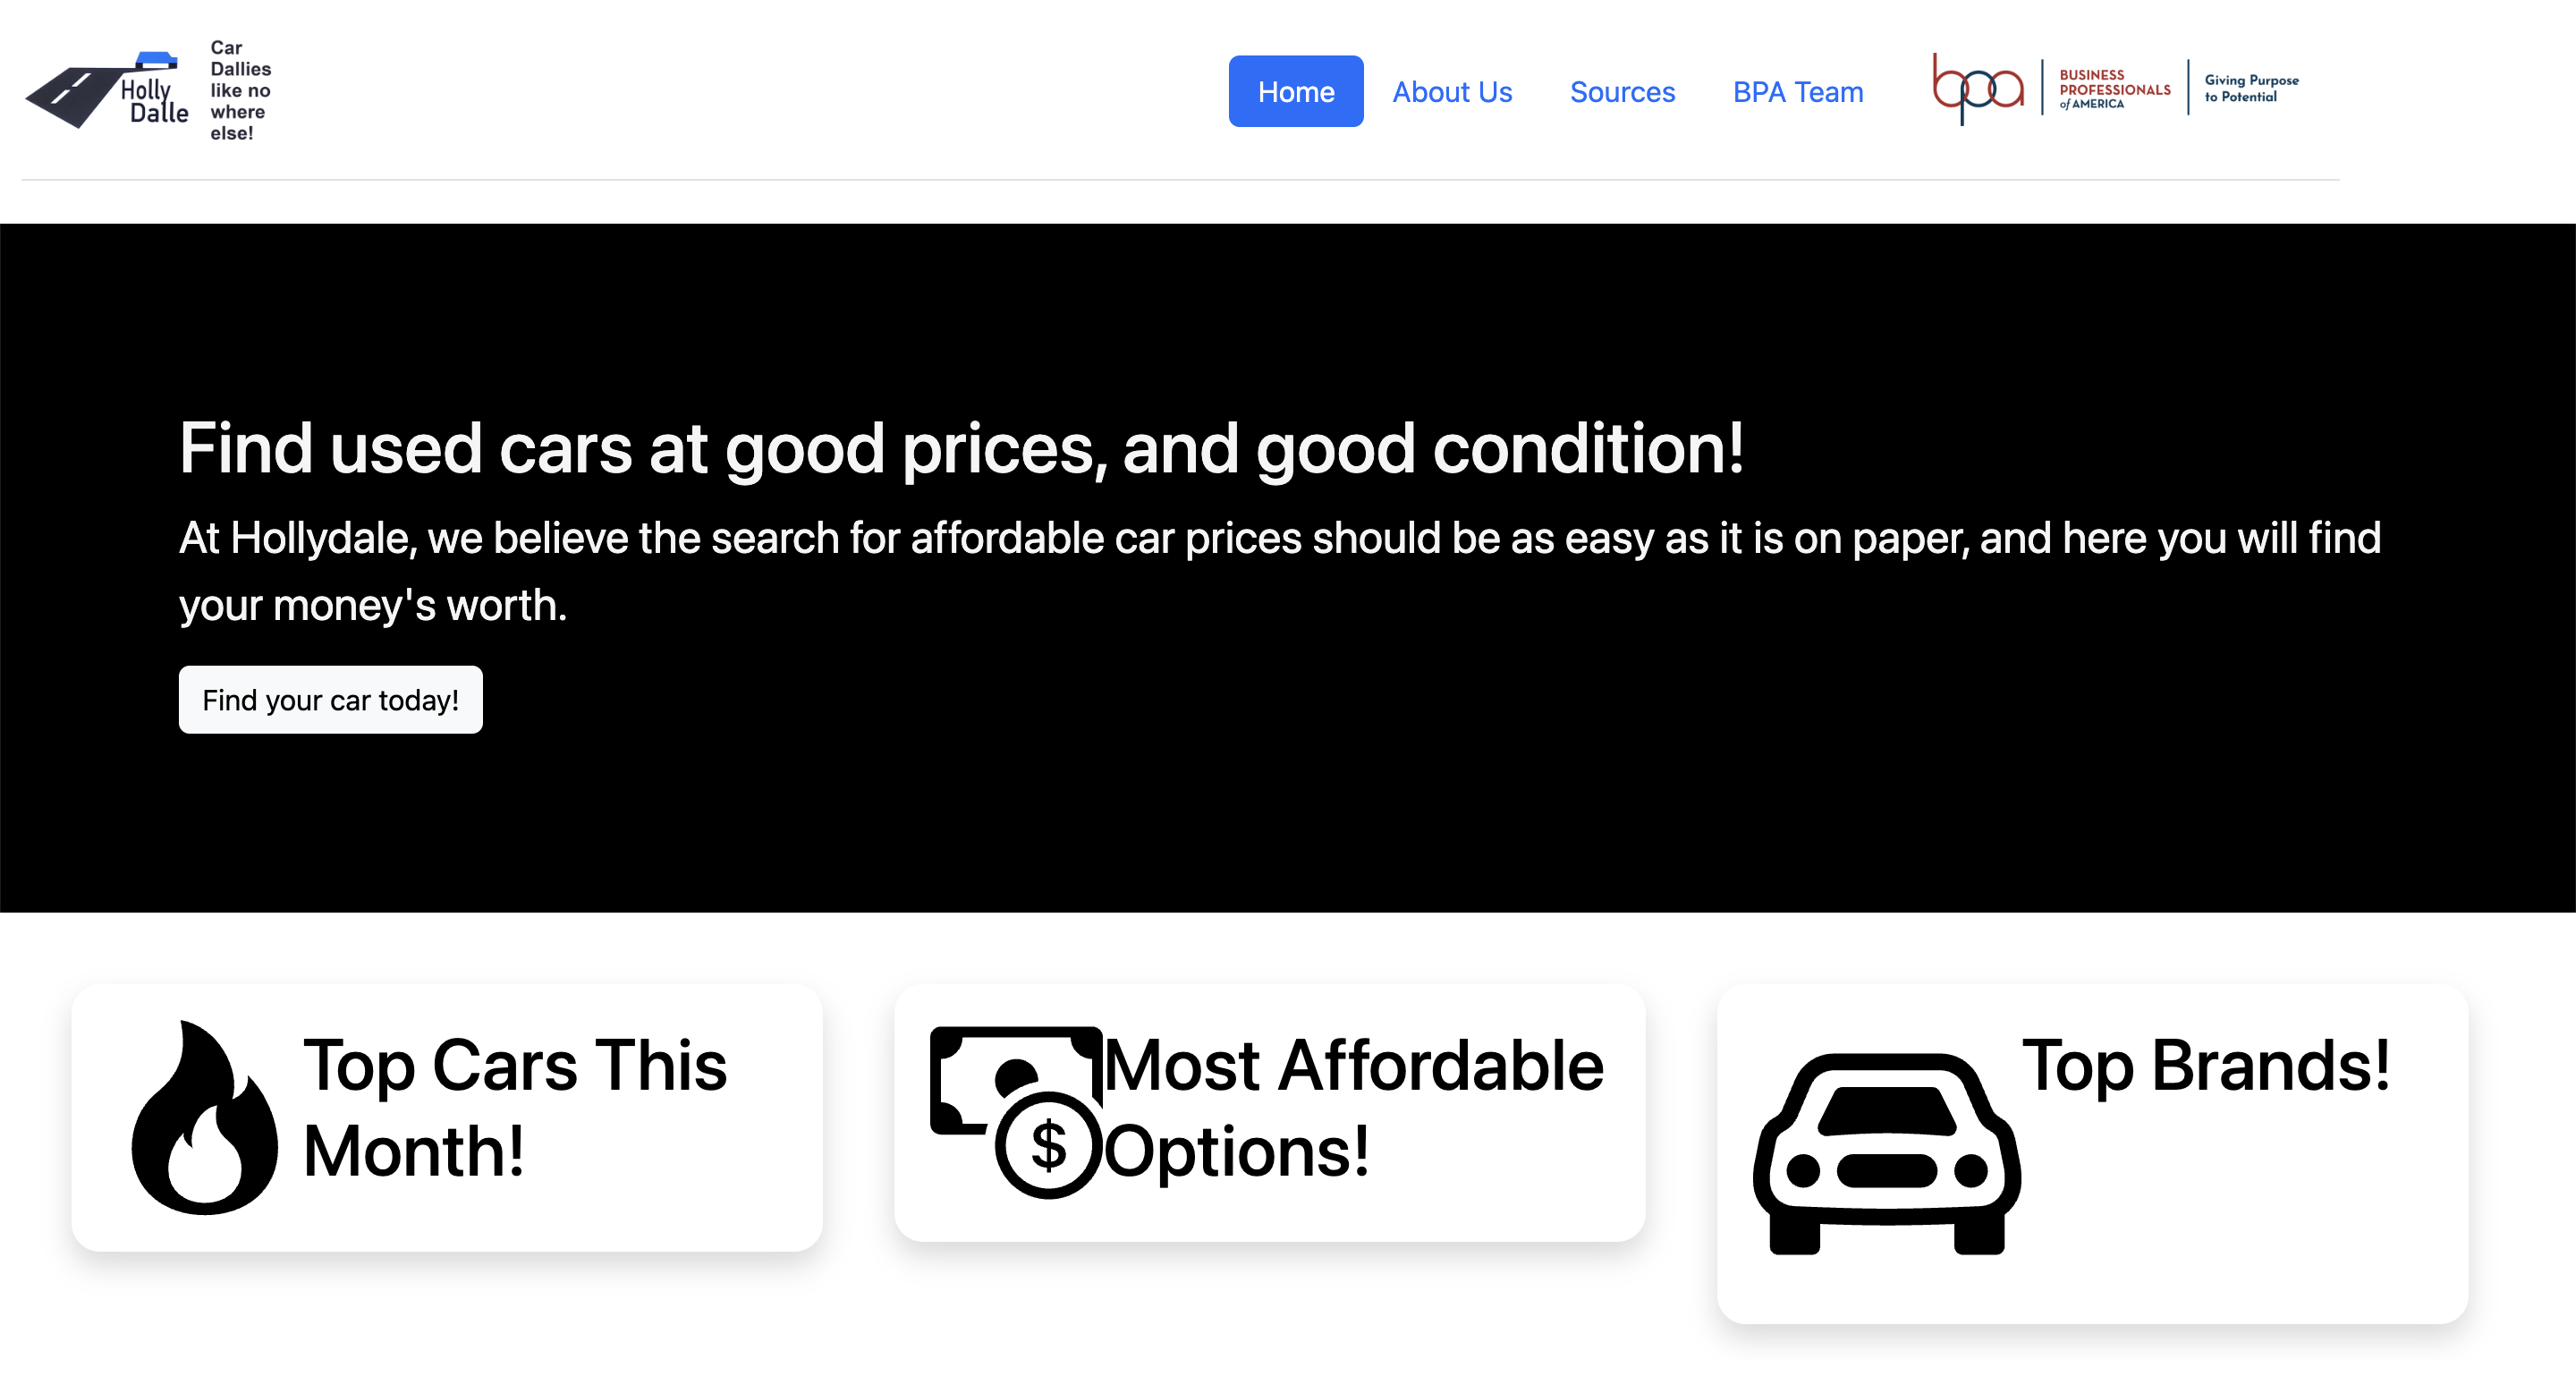 Holly
Dalle
Car
Dallies
like no
where
else!
Home
About Us
Sources
BPA Team
bpa
BUSINESS
PROFESSIONALS
of AMERICA
Giving Purpose
to Potential
Find used cars at good prices, and good condition!
At Hollydale, we believe the search for affordable car prices should be as easy as it is on paper, and here you will find
your money's worth.
Find your car today!
Top Cars This
Month!
$
Most Affordable
Options!
Top Brands!